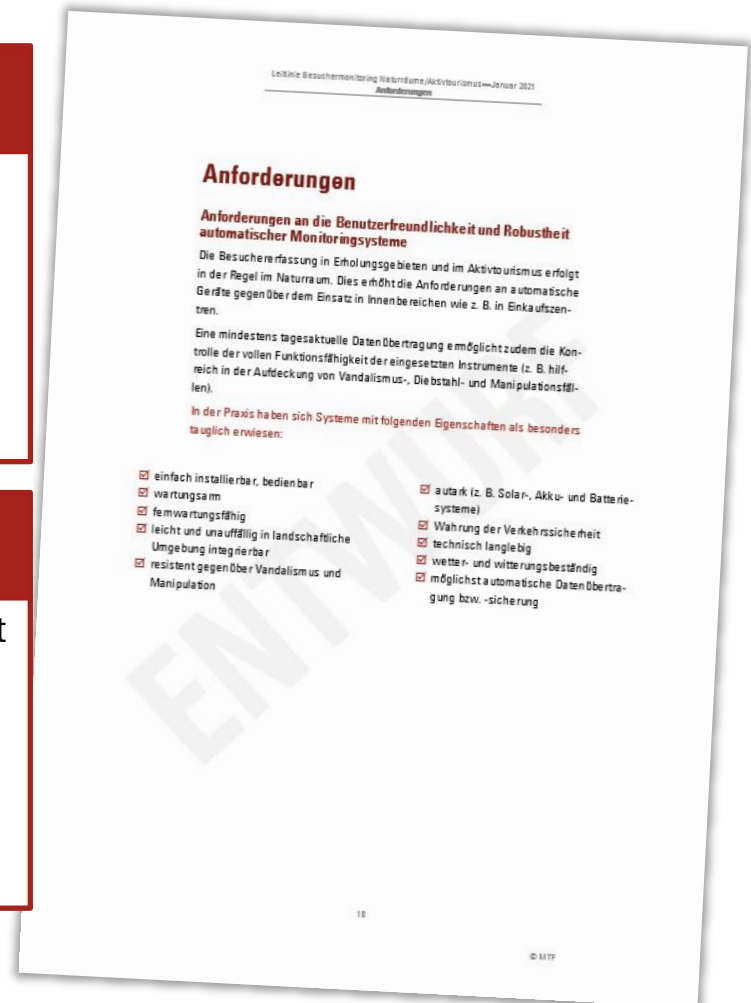 Leitlinie Besuchermonitoring Naturräume/Aktivtourismus—Januar 2021
Anforderungen
Anforderungen
Anforderungen an die Benutzerfreundlichkeit und Robustheit
automatischer Monitoringsysteme
Die Besuchererfassung in Erholungsgebieten und im Aktivtourismus erfolgt
in der Regel im Naturraum. Dies erhöht die Anforderungen an automatische
Geräte gegenüber dem Einsatz in Innenbereichen wie z. B. in Einkaufszen-
tren.
Eine mindestens tagesaktuelle Datenübertragung ermöglicht zudem die Kon-
trolle der vollen Funktionsfähigkeit der eingesetzten Instrumente (z. B. hilf-
reich in der Aufdeckung von Vandalismus-, Diebstahl- und Manipulationsfäl-
len).
In der Praxis haben sich Systeme mit folgenden Eigenschaften als besonders
tauglich erwiesen:
☑ einfach installierbar, bedienbar
☑ wartungsarm
☑ fernwartungsfähig
☑ leicht und unauffällig in landschaftliche
Umgebung integrierbar
☑ resistent gegenüber Vandalismus und
Manipulation
☑ autark (z. B. Solar-, Akku- und Batterie-
systeme)
☑ Wahrung der Verkehrssicherheit
☑ technisch langlebig
☑ wetter- und witterungsbeständig
☑ möglichst automatische Datenübertra-
gung bzw. -sicherung
ENTWURF
t
18
© MTF